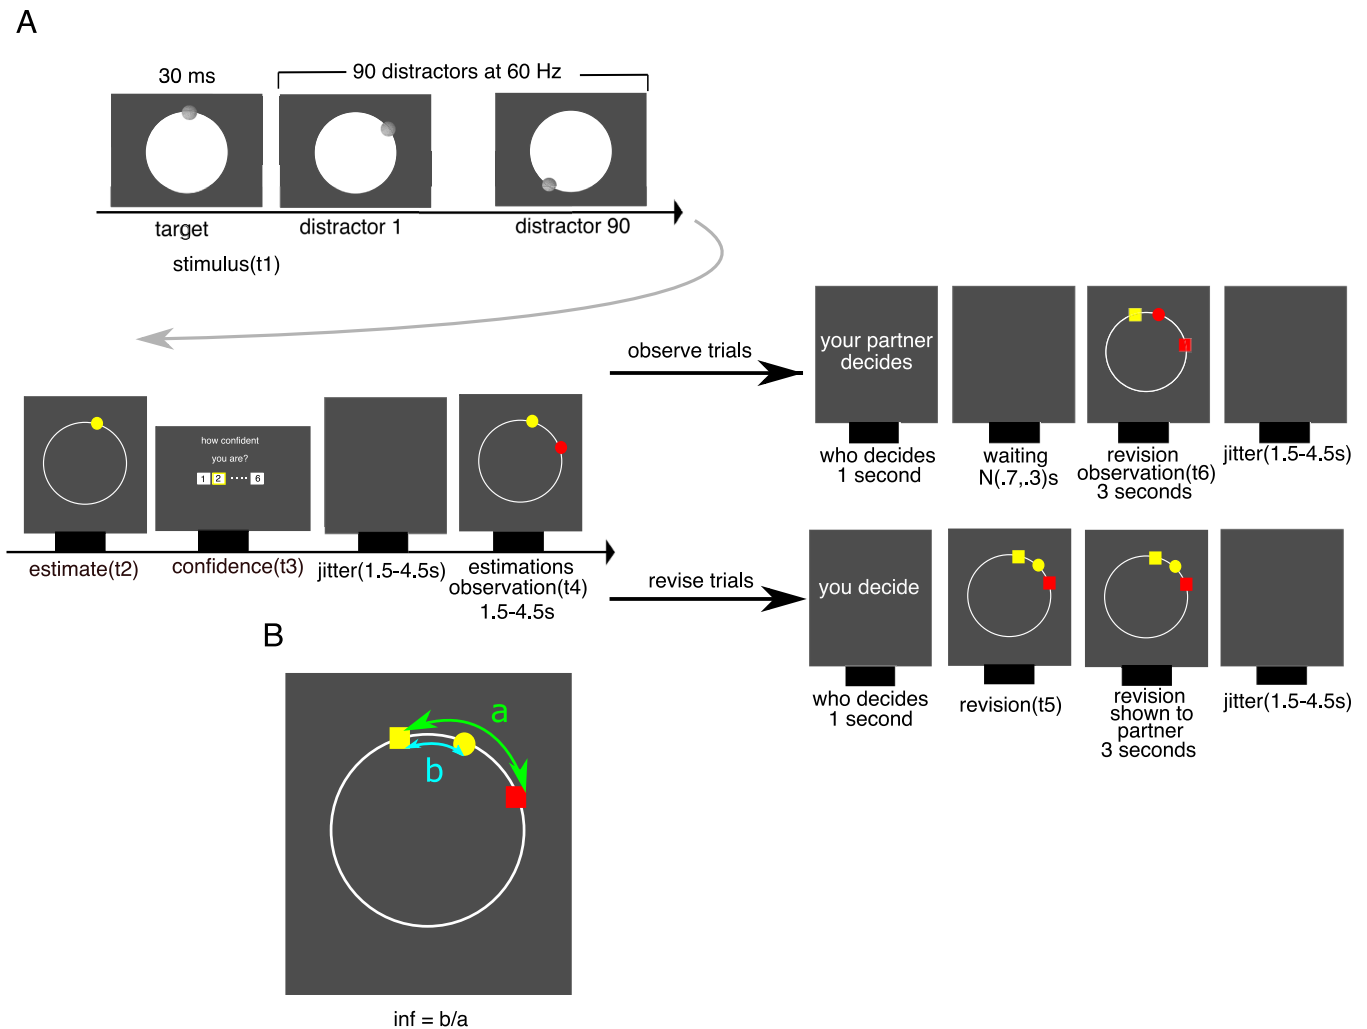 A
30 ms
90 distractors at 60 Hz
target
distractor 1
distractor 90
stimulus(t1)
how confident
you are?
1 2 •••• 6
estimate(t2)
confidence(t3)
jitter(1.5-4.5s)
estimations
observation(t4)
1.5-4.5s
observe trials
your partner
decides
who decides
1 second
waiting
N(.7,.3)s
revision
observation(t6)
3 seconds
jitter(1.5-4.5s)
revise trials
you decide
who decides
1 second
revision(t5)
revision
shown to
partner
3 seconds
jitter(1.5-4.5s)
B
a
b
inf = b/a